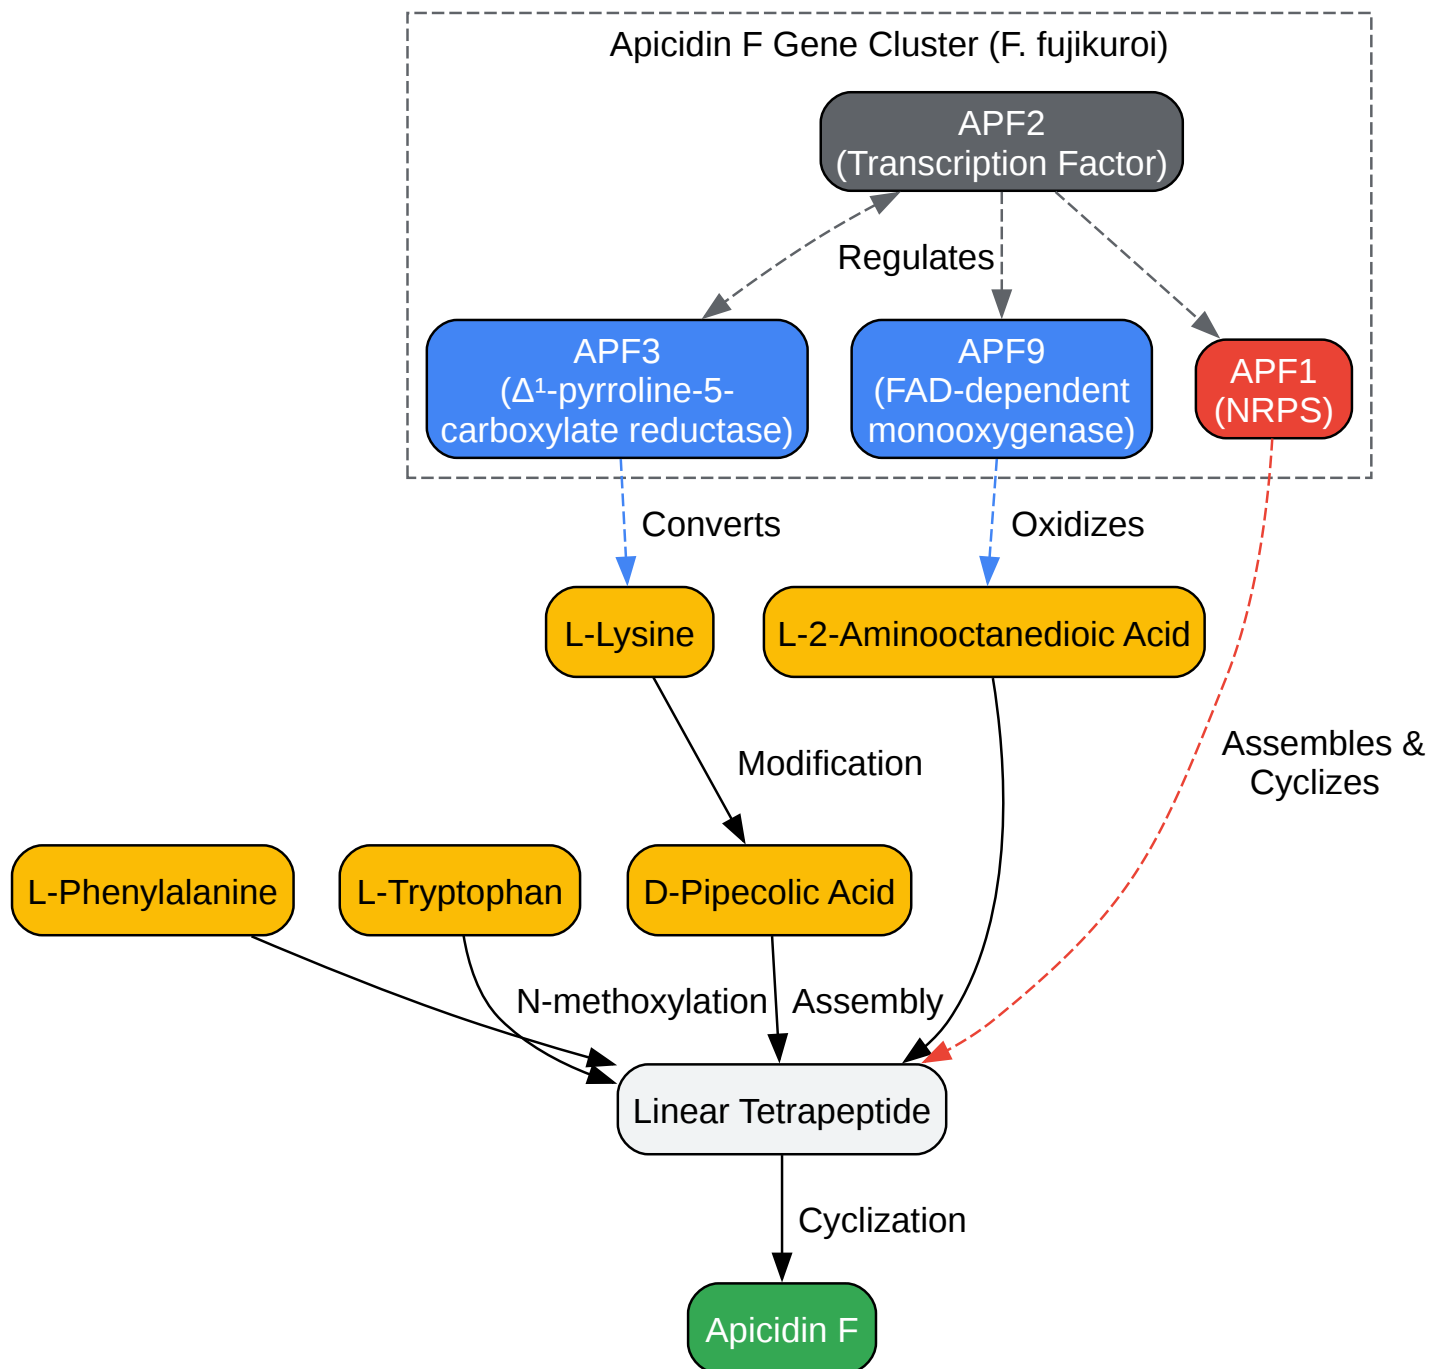 Apicidin F Gene Cluster (F. fujikuroi)
APF2
(Transcription Factor)
Regulates
APF3
(Δ¹-pyrroline-5-
carboxylate reductase)
APF9
(FAD-dependent
monooxygenase)
APF1
(NRPS)
Converts
Oxidizes
L-Lysine
L-2-Aminooctanedioic Acid
Modification
Assembles &
Cyclizes
L-Phenylalanine
L-Tryptophan
D-Pipecolic Acid
N-methoxylation
Assembly
Linear Tetrapeptide
Cyclization
Apicidin F